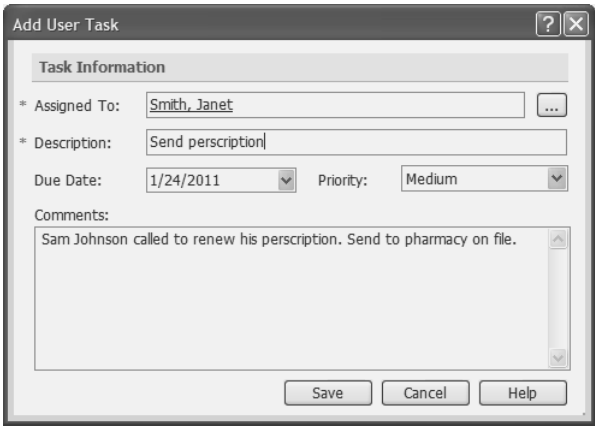 Add User Task
Task Information
* Assigned To: Smith, Janet ...
* Description: Send perscription
Due Date: 1/24/2011 Priority: Medium
Comments:
Sam Johnson called to renew his perscription. Send to pharmacy on file.
Save Cancel Help